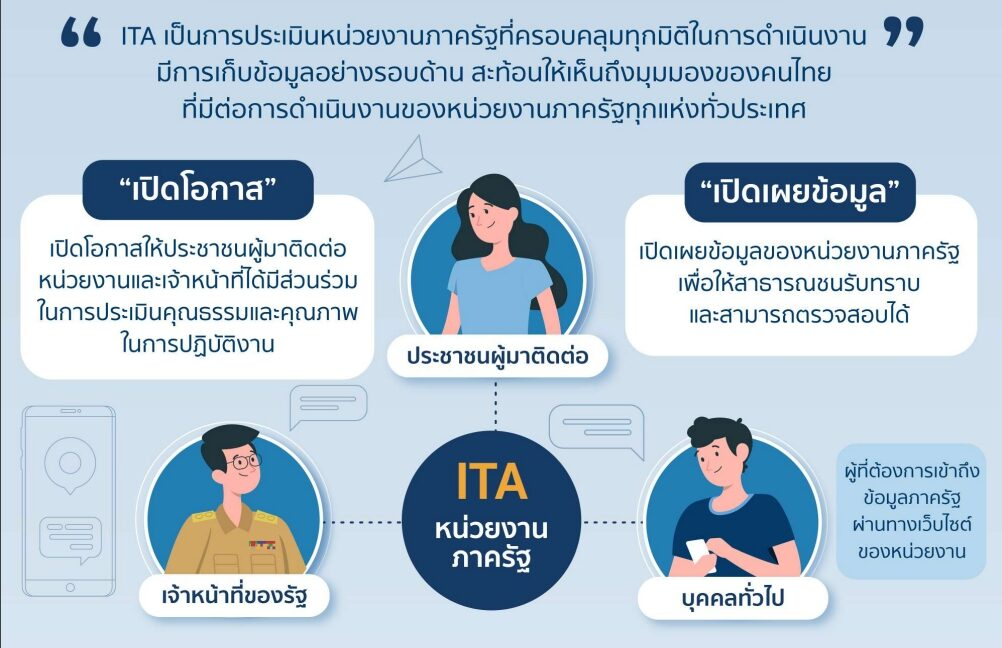 “ ITA เป็นการประเมินหน่วยงานภาครัฐที่ครอบคลุมทุกมิติในการดำเนินงาน ”
มีการเก็บข้อมูลอย่างรอบด้าน สะท้อนให้เห็นถึงมุมมองของคนไทย
ที่มีต่อการดำเนินงานของหน่วยงานภาครัฐทุกแห่งทั่วประเทศ
“เปิดโอกาส”
เปิดโอกาสให้ประชาชนผู้มาติดต่อ
หน่วยงานและเจ้าหน้าที่ได้มีส่วนร่วม
ในการประเมินคุณธรรมและคุณภาพ
ในการปฏิบัติงาน
“เปิดเผยข้อมูล”
เปิดเผยข้อมูลของหน่วยงานภาครัฐ
เพื่อให้สาธารณชนรับทราบ
และสามารถตรวจสอบได้
ประชาชนผู้มาติดต่อ
ITA
หน่วยงาน
ภาครัฐ
เจ้าหน้าที่ของรัฐ
บุคคลทั่วไป
ผู้ที่ต้องการเข้าถึง
ข้อมูลภาครัฐ
ผ่านทางเว็บไซต์
ของหน่วยงาน